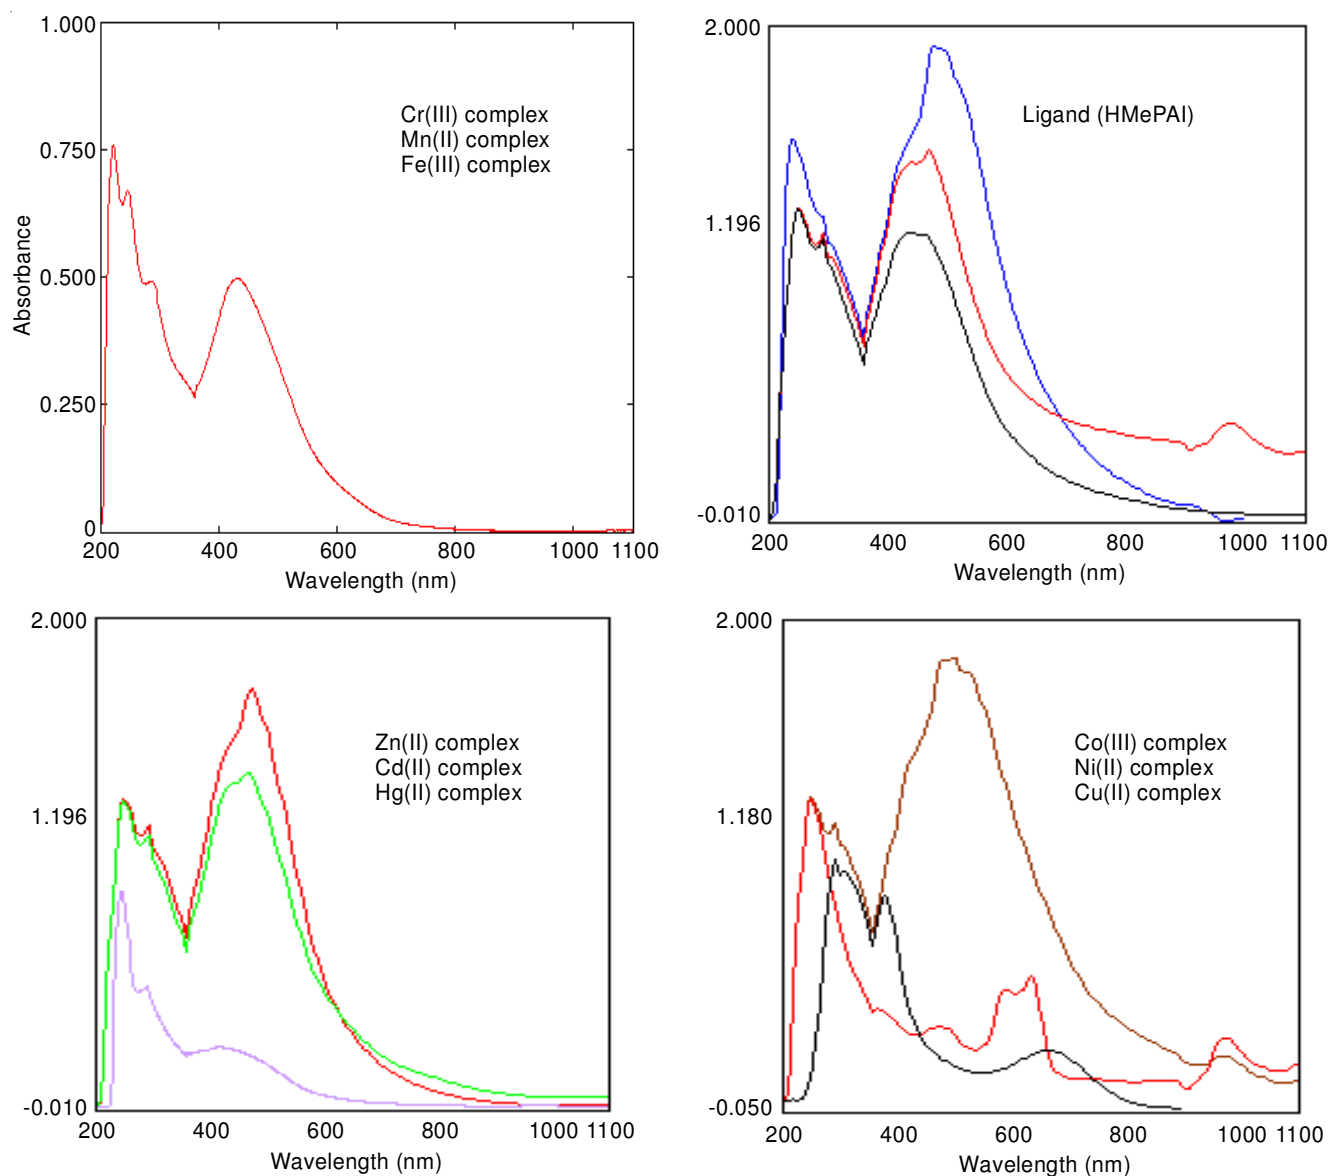 1.000
0.750
0.500
0.250
0
Absorbance
Cr(III) complex
Mn(II) complex
Fe(III) complex
200 400 600 800 1000 1100
Wavelength (nm)
2.000
1.196
-0.010
Ligand (HMePAI)
200 400 600 800 1000 1100
Wavelength (nm)
2.000
1.196
-0.010
Zn(II) complex
Cd(II) complex
Hg(II) complex
200 400 600 800 1000 1100
Wavelength (nm)
2.000
1.180
-0.050
Co(III) complex
Ni(II) complex
Cu(II) complex
200 400 600 800 1000 1100
Wavelength (nm)